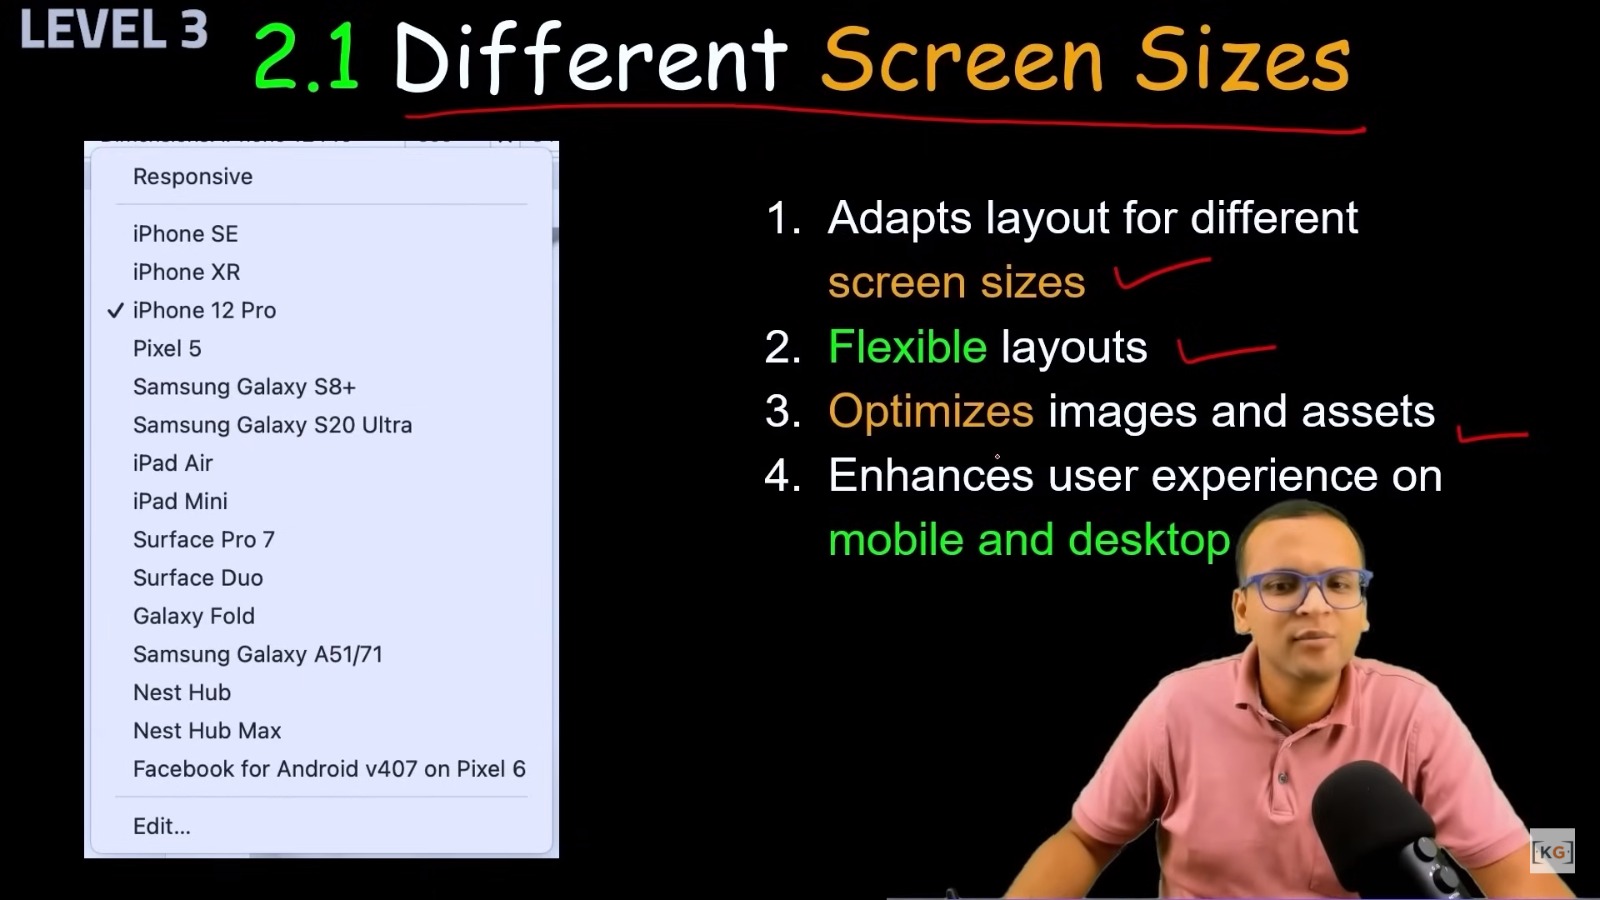 LEVEL 3
2.1 Different Screen Sizes
Responsive
iPhone SE
iPhone XR
✓ iPhone 12 Pro
Pixel 5
Samsung Galaxy S8+
Samsung Galaxy S20 Ultra
iPad Air
iPad Mini
Surface Pro 7
Surface Duo
Galaxy Fold
Samsung Galaxy A51/71
Nest Hub
Nest Hub Max
Facebook for Android v407 on Pixel 6
Edit...
1. Adapts layout for different
screen sizes
2. Flexible layouts
3. Optimizes images and assets
4. Enhances user experience on
mobile and desktop
[KG]